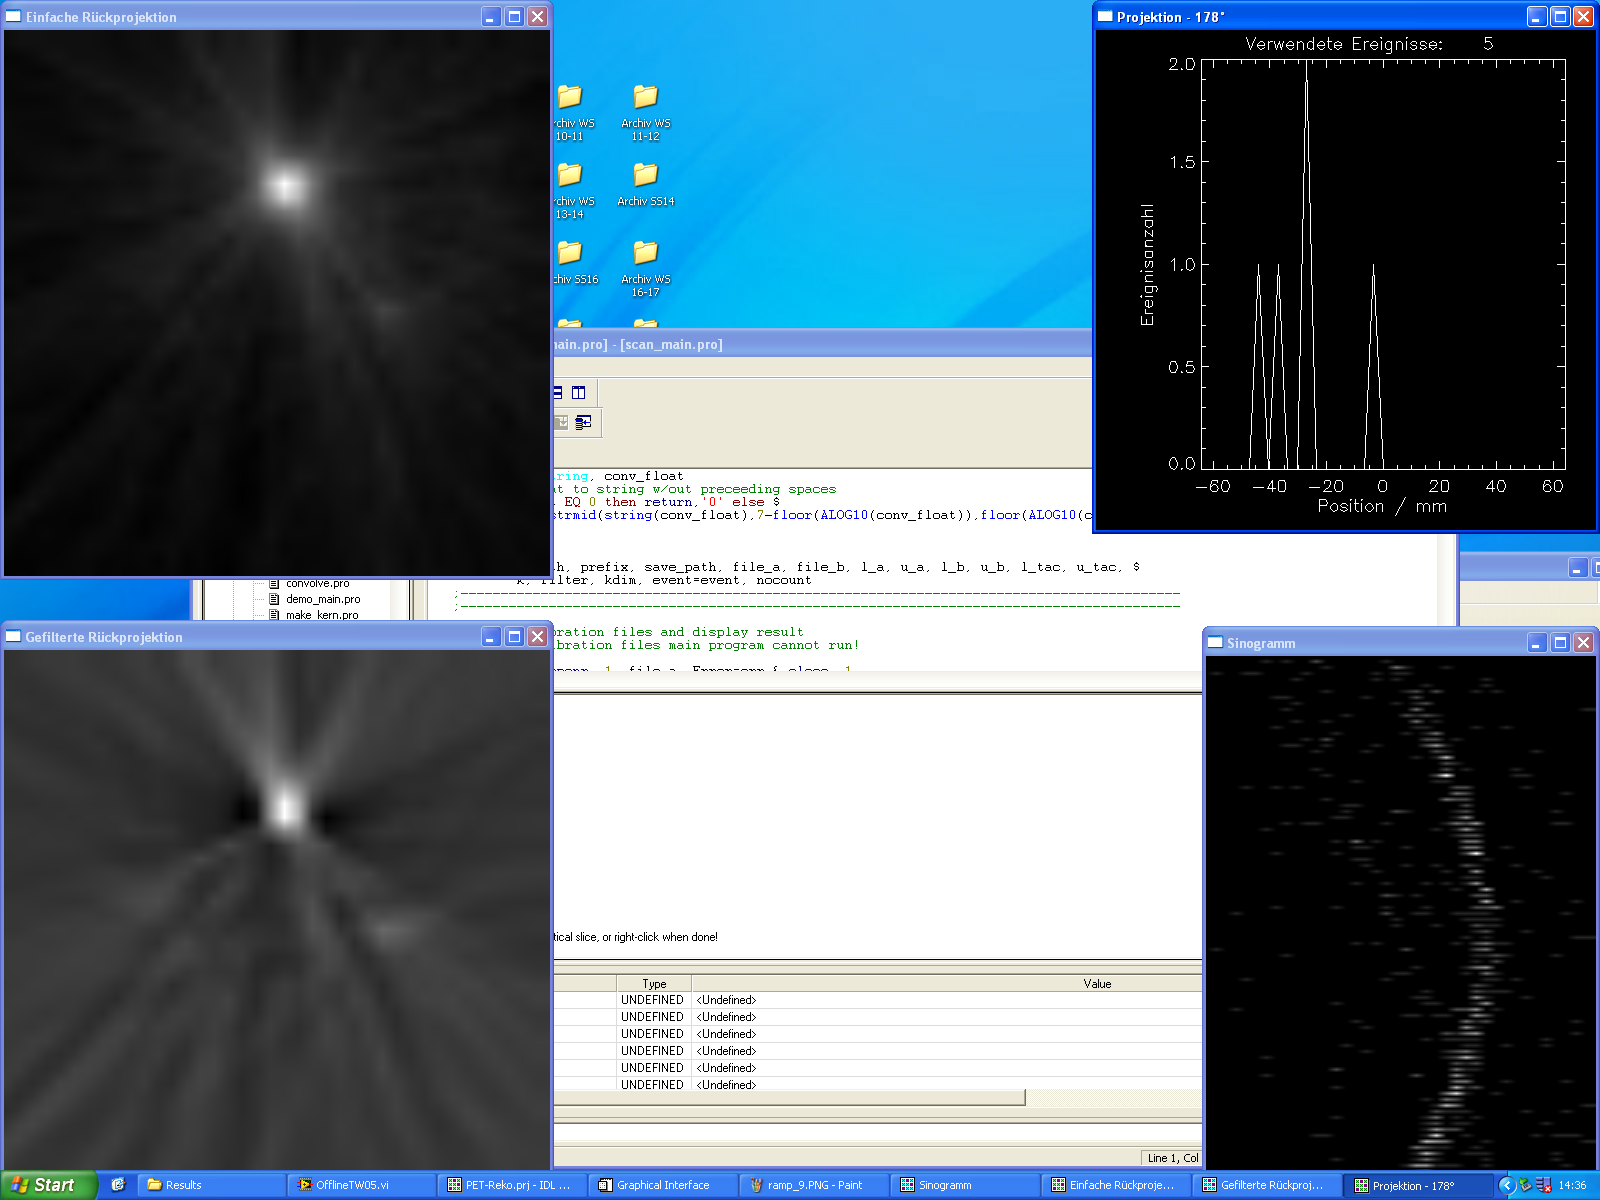 Einfache Rückprojektion
Projektion - 178°
Verwendete Ereignisse: 5
2.0
1.5
1.0
0.5
0.0
Ereignisanzahl
-60 -40 -20 0 20 40 60
Position / mm
chiv WS
10-11
Archiv WS
11-12
chiv WS
13-14
Archiv SS14
chiv SS16
Archiv WS
16-17
ain.pro] - [scan_main.pro]
ring, conv_float
t to string w/out preceeding spaces
EQ 0 then return,'0' else $
strmid(string(conv_float),7-floor(ALOG10(conv_float)),floor(ALOG10(c
h, prefix, save_path, file_a, file_b, l_a, u_a, l_b, u_b, l_tac, u_tac, $
k, filter, kdim, event=event, nocount
;------------------------------------------------------------
;------------------------------------------------------------
bration files and display result
ibration files main program cannot run!
convolve.pro
demo_main.pro
make_kern.pro
Gefilterte Rückprojektion
Sinogramm
tical slice, or right-click when done!
Type Value
UNDEFINED <Undefined>
UNDEFINED <Undefined>
UNDEFINED <Undefined>
UNDEFINED <Undefined>
UNDEFINED <Undefined>
UNDEFINED <Undefined>
Line 1, Col
Start
Results
OfflineTW05.vi
PET-Reko.prj - IDL ...
Graphical Interface
ramp_9.PNG - Paint
Sinogramm
Einfache Rückproje...
Gefilterte Rückproj...
Projektion - 178°
14:36